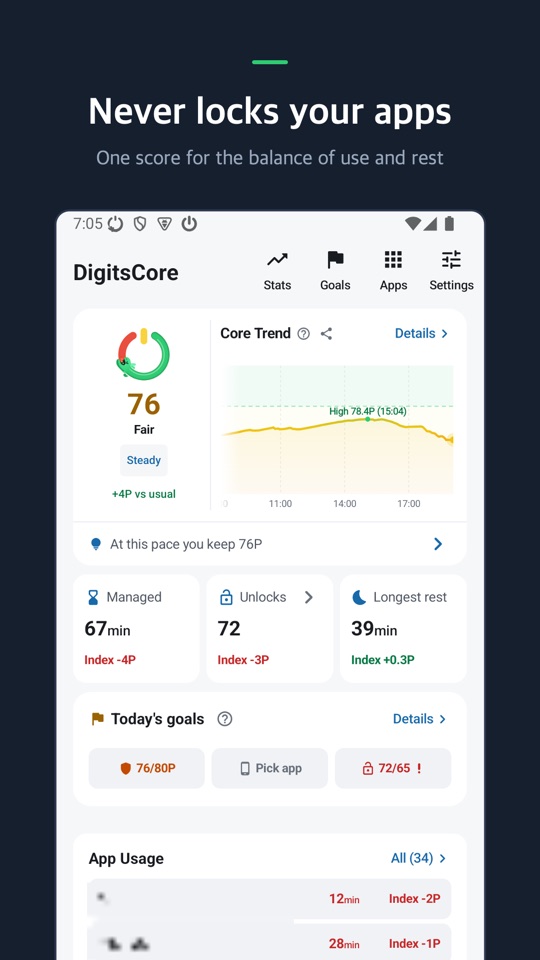 Never locks your apps
One score for the balance of use and rest
7:05
DigitsCore
Stats Goals Apps Settings
Core Trend ? Details >
76
Fair
Steady
+4P vs usual
High 78.4P (15:04)
11:00 14:00 17:00
At this pace you keep 76P >
Managed
67min
Index -4P
Unlocks >
72
Index -3P
Longest rest
39min
Index +0.3P
Today's goals ? Details >
76/80P
Pick app
72/65 !
App Usage All (34) >
12min Index -2P
28min Index -1P